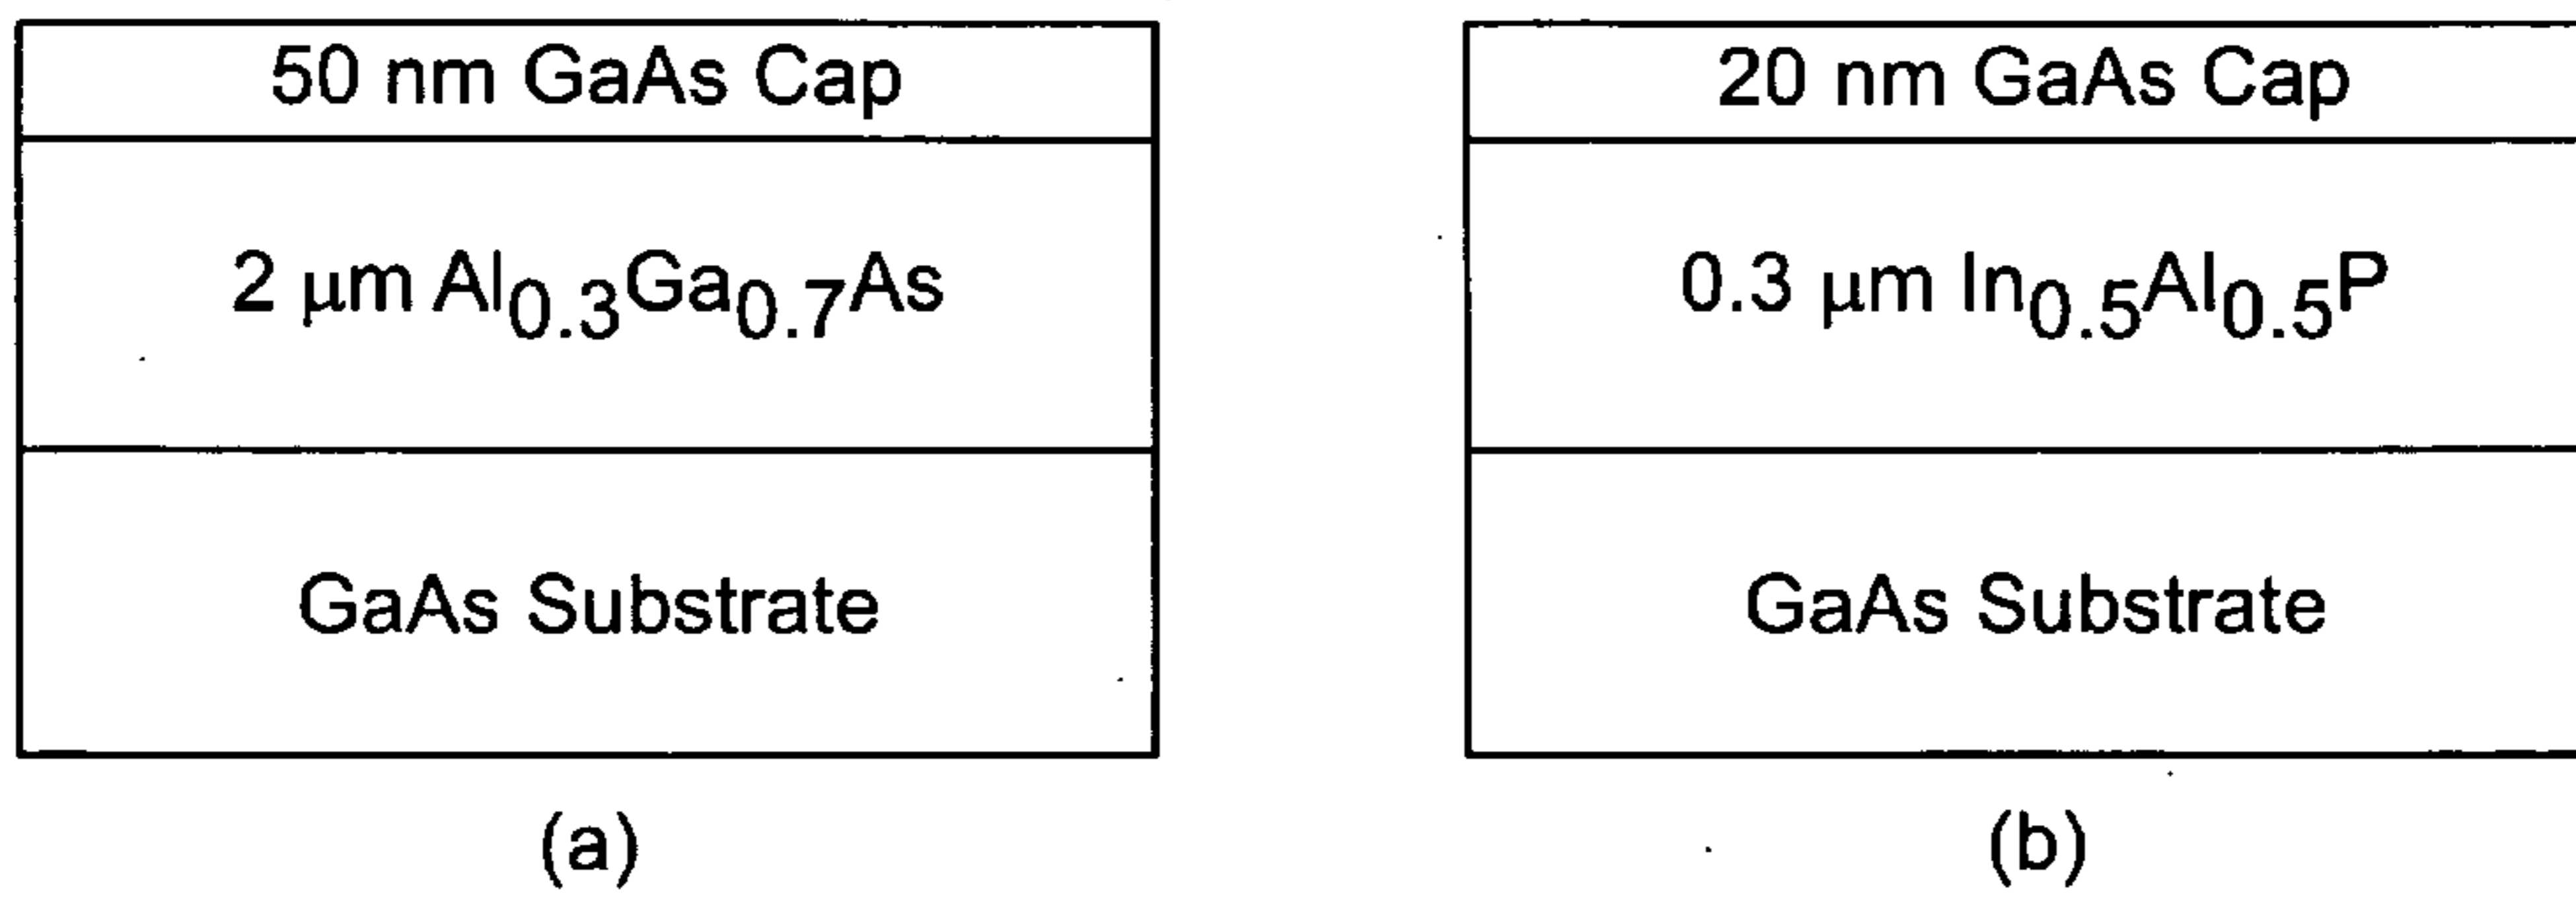 50 nm GaAs Cap
2 μm Al0.3Ga0.7As
GaAs Substrate
(a)
20 nm GaAs Cap
0.3 μm In0.5Al0.5P
GaAs Substrate
(b)